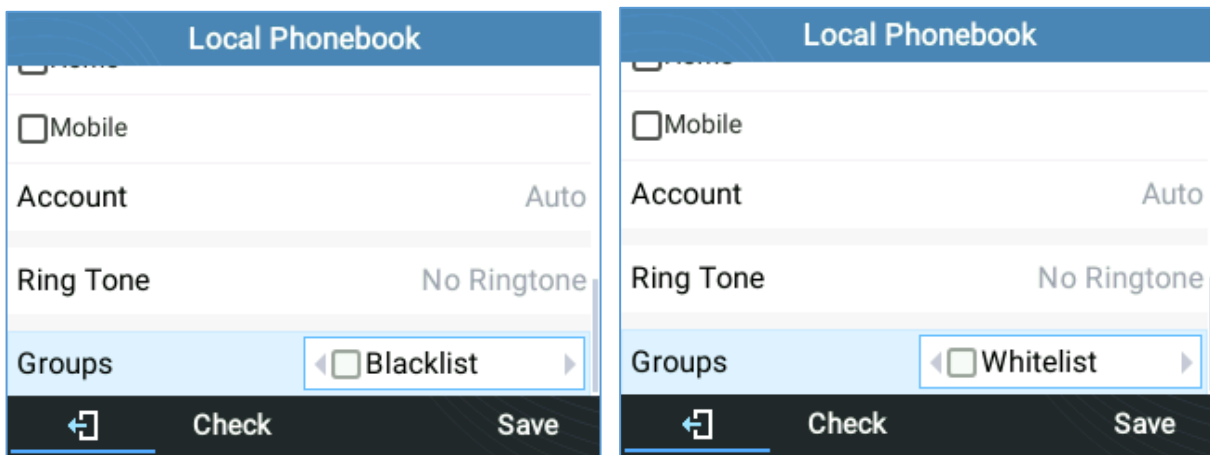 Local Phonebook
Mobile
Account Auto
Ring Tone No Ringtone
Groups Blacklist
Check Save
Local Phonebook
Mobile
Account Auto
Ring Tone No Ringtone
Groups Whitelist
Check Save